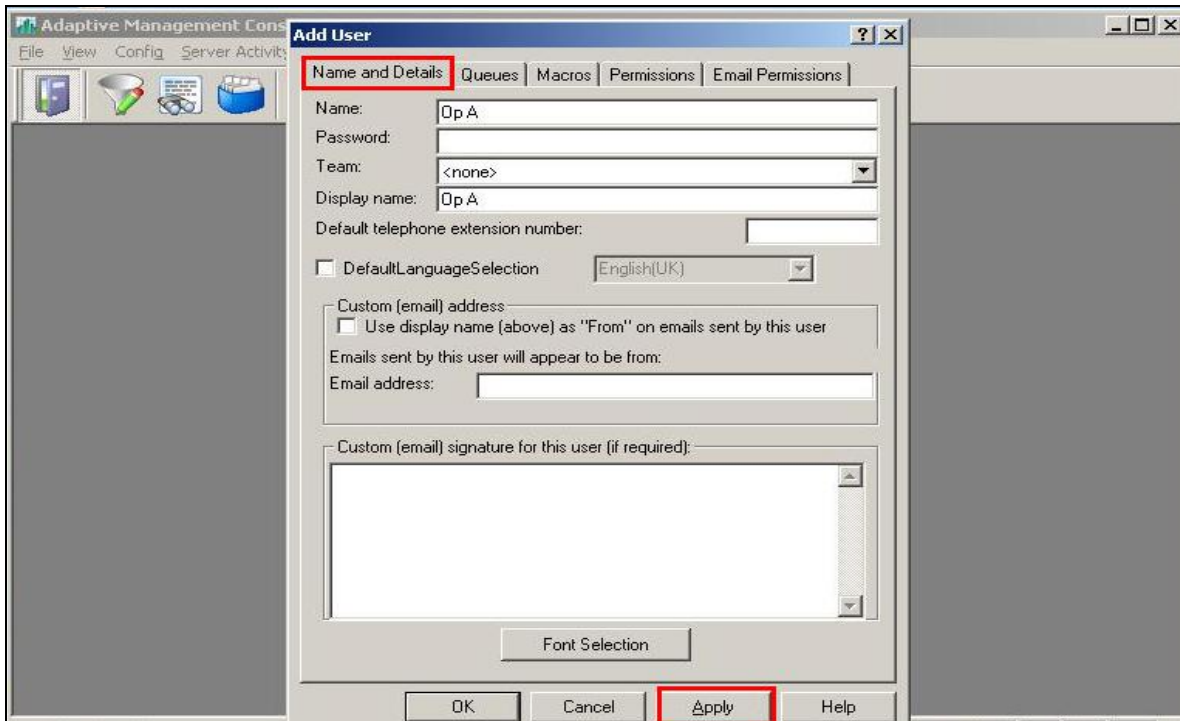 Adaptive Management Cons
File View Config Server Activity
Add User
Name and Details Queues Macros Permissions Email Permissions
Name: Op A
Password:
Team: <none>
Display name: Op A
Default telephone extension number:
DefaultLanguageSelection English(UK)
Custom (email) address
Use display name (above) as "From" on emails sent by this user
Emails sent by this user will appear to be from:
Email address:
Custom (email) signature for this user (if required):
Font Selection
OK Cancel Apply Help